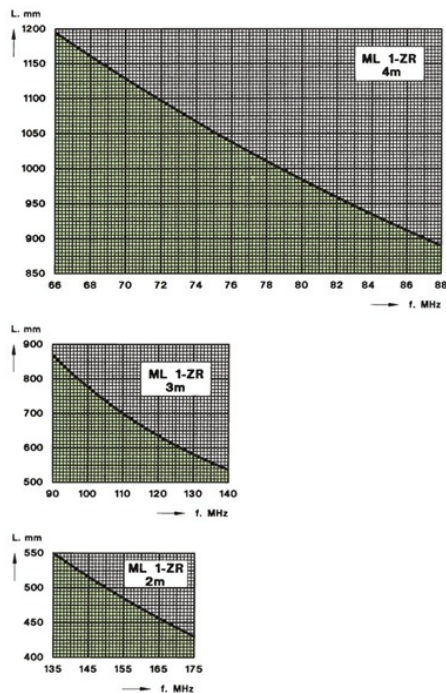 L. mm
1200
ML 1-ZR
4m
1150
1100
1050
1000
950
900
850
66 68 70 72 74 76 78 80 82 84 86 88
f. MHz
L. mm
900
ML 1-ZR
3m
800
700
600
500
90 100 110 120 130 140
f. MHz
L. mm
550
ML 1-ZR
2m
500
450
400
135 145 155 165 175
f. MHz